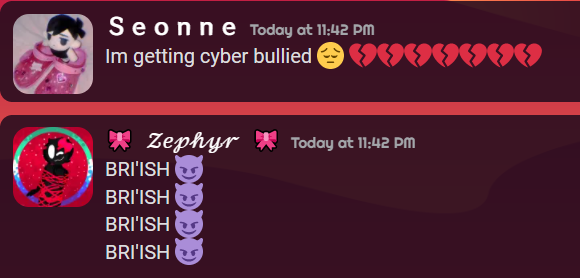 Seonne Today at 11:42 PM
Im getting cyber bullied 😔 💔💔💔💔💔💔💔
🎀 𝓩𝓮𝓹𝓱𝔂𝓻 🎀 Today at 11:42 PM
BRI'ISH 😈
BRI'ISH 😈
BRI'ISH 😈
BRI'ISH 😈